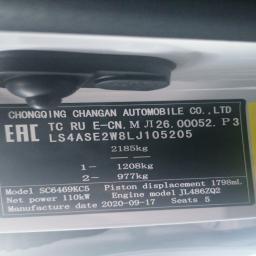 CHONGQING CHANGAN AUTOMOBILE CO.,LTD
EAC TC RU E-CN.МЛ26.00052.P3
LS4ASE2W8LJ105205
2185kg
1- 1208kg
2- 977kg
Model SC6469KC5 Piston displacement 1798mL
Net power 110kW Engine model JL486ZQ2
Manufacture date 2020-09-17 Seats 5